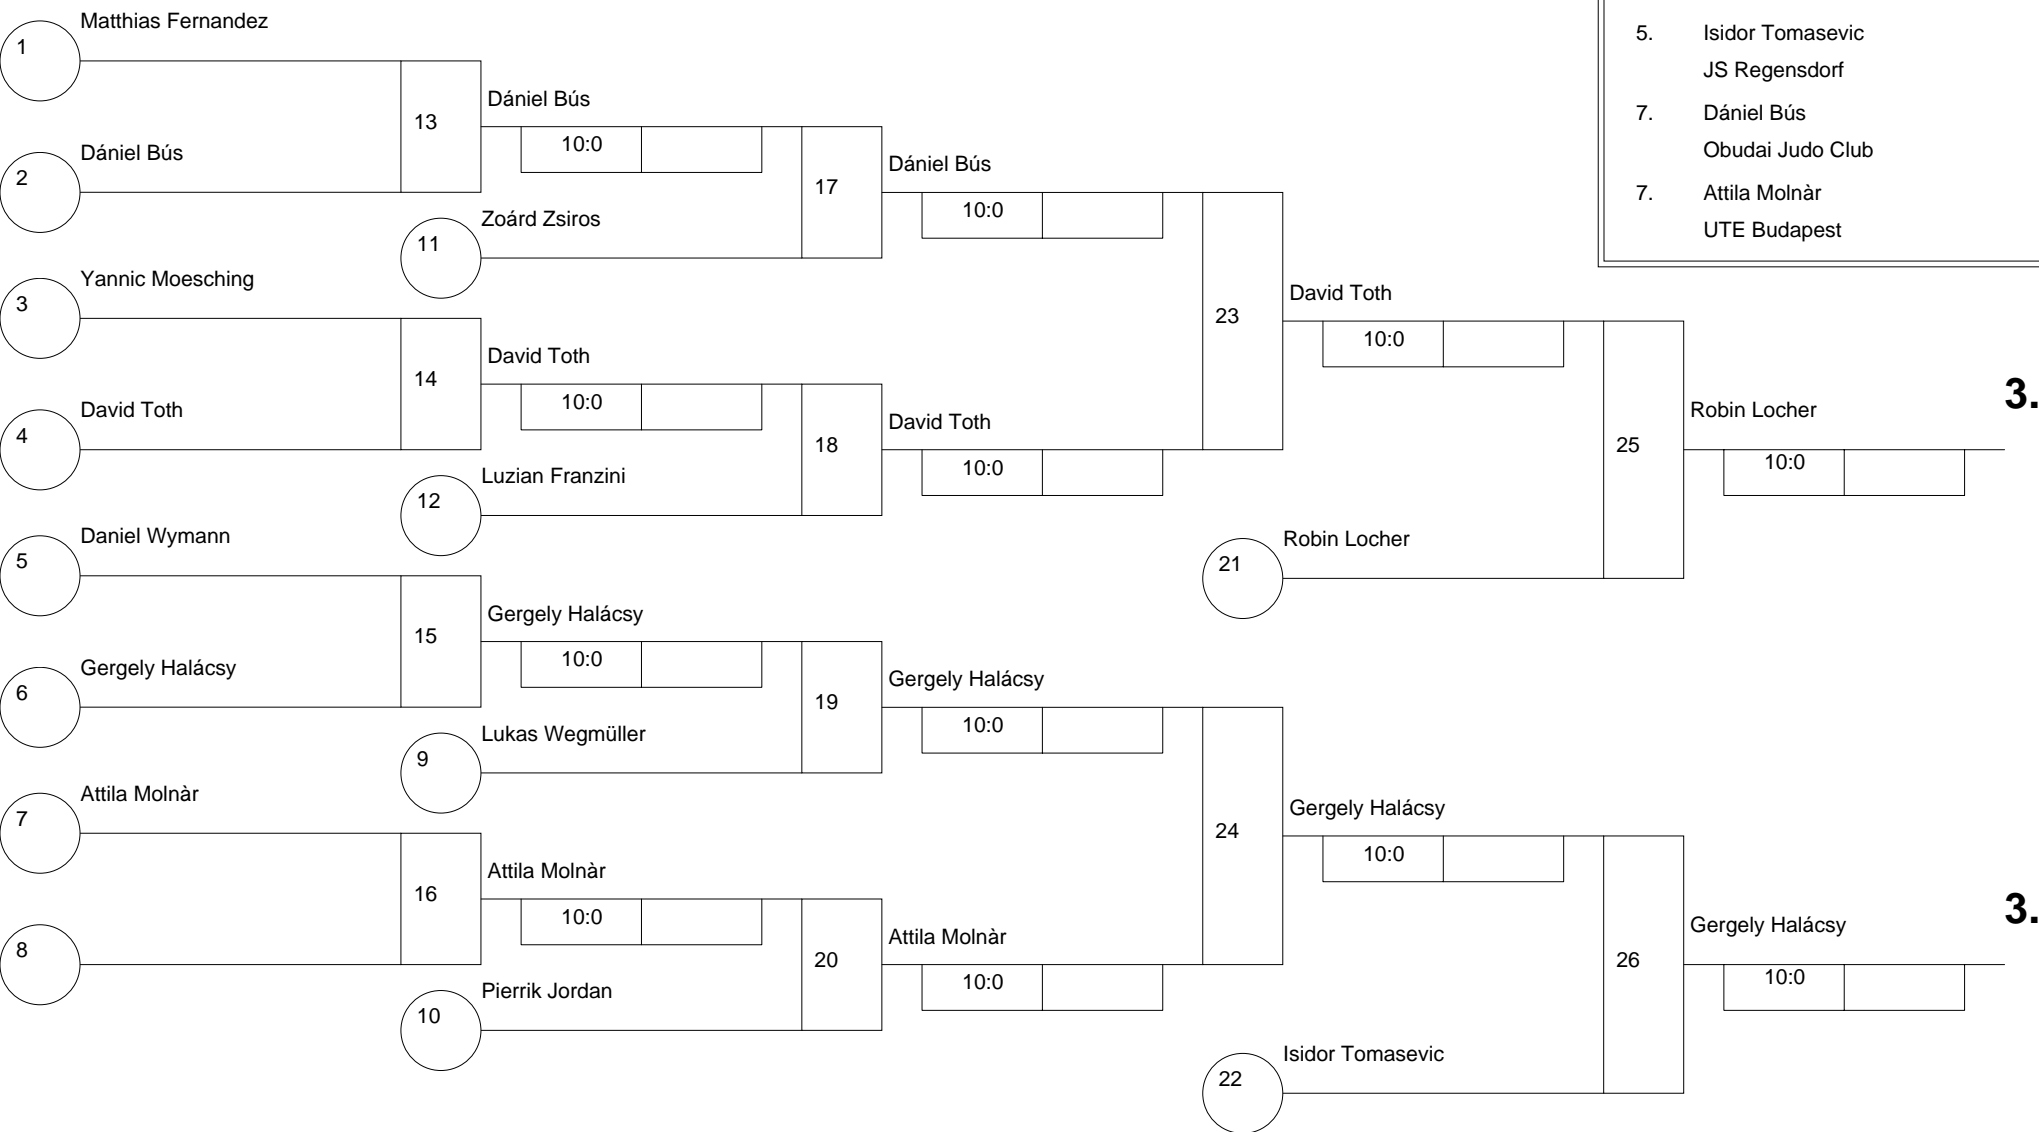 Matthias Fernandez
1
Dániel Bús
2
Yannic Moesching
3
David Toth
4
Daniel Wymann
5
Gergely Halácsy
6
Attila Molnàr
7
8
13
14
15
16
Dániel Bús
10:0
Zoárd Zsiros
11
David Toth
10:0
Luzian Franzini
12
Gergely Halácsy
10:0
Lukas Wegmüller
9
Attila Molnàr
10:0
Pierrik Jordan
10
17
18
19
20
Dániel Bús
10:0
David Toth
10:0
Gergely Halácsy
10:0
Attila Molnàr
10:0
23
24
David Toth
10:0
Robin Locher
21
Gergely Halácsy
10:0
Isidor Tomasevic
22
25
26
Robin Locher
10:0
3.
Gergely Halácsy
10:0
3.
5. Isidor Tomasevic
JS Regensdorf
7. Dániel Bús
Obudai Judo Club
7. Attila Molnàr
UTE Budapest